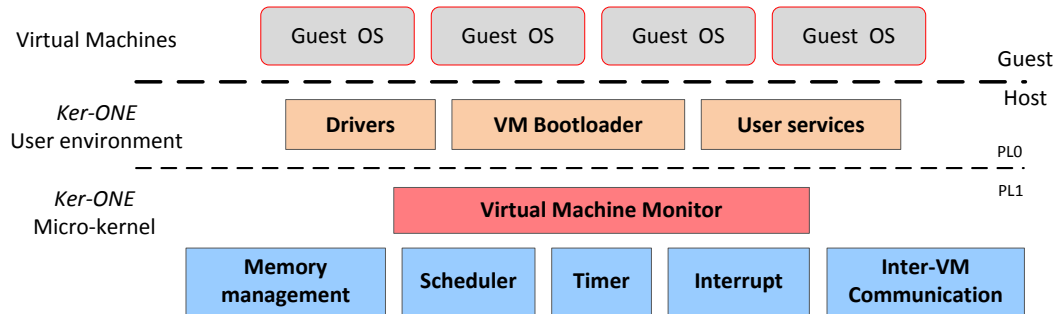 Virtual Machines
Guest OS
Guest OS
Guest OS
Guest OS
Guest
Host
Ker-ONE
User environment
Drivers
VM Bootloader
User services
PL0
PL1
Ker-ONE
Micro-kernel
Virtual Machine Monitor
Memory
management
Scheduler
Timer
Interrupt
Inter-VM
Communication